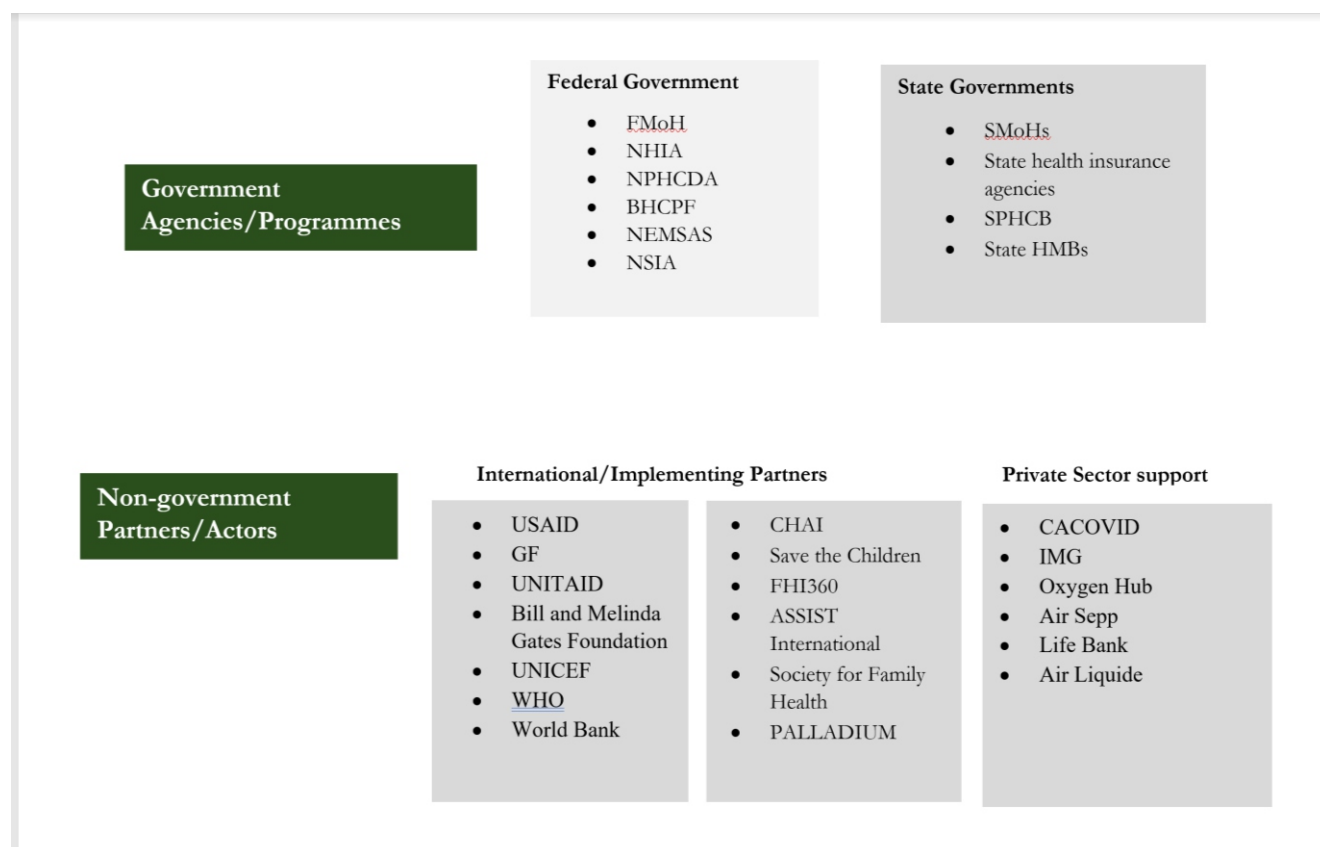 Government
Agencies/Programmes
Federal Government
FMoH
NHIA
NPHCDA
BHCPF
NEMSAS
NSIA
State Governments
SMoHs
State health insurance
agencies
SPHCB
State HMBs
Non-government
Partners/Actors
International/Implementing Partners
USAID
GF
UNITAID
Bill and Melinda
Gates Foundation
UNICEF
WHO
World Bank
CHAI
Save the Children
FHI360
ASSIST
International
Society for Family
Health
PALLADIUM
Private Sector support
CACOVID
IMG
Oxygen Hub
Air Sepp
Life Bank
Air Liquide